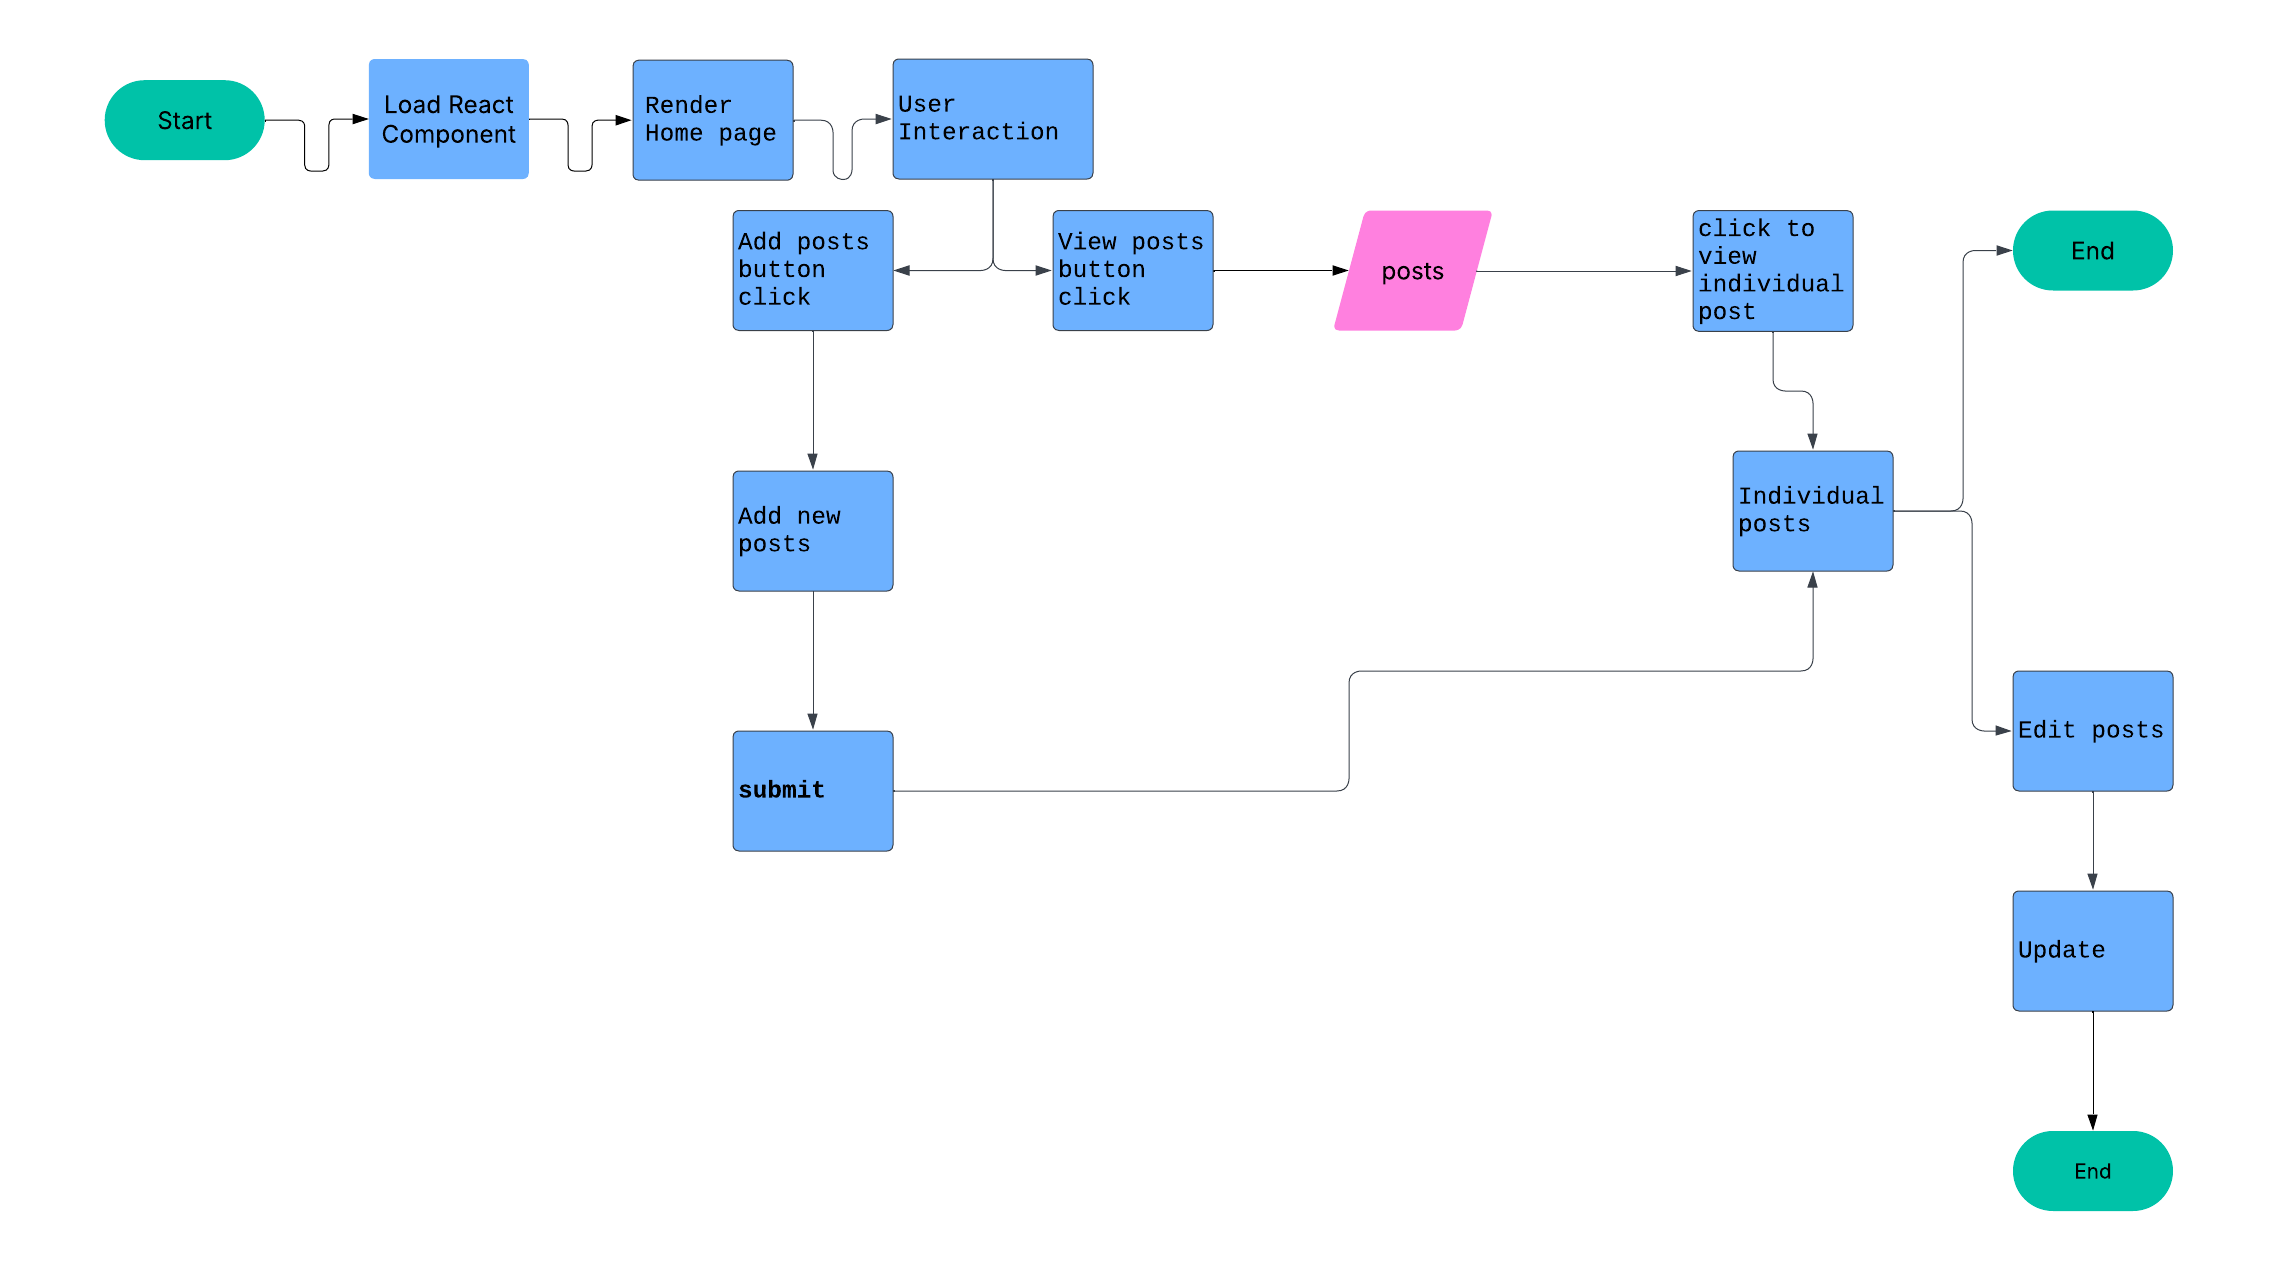 Start
Load React
Component
Render
Home page
User
Interaction
Add posts
button
click
View posts
button
click
posts
click to
view
individual
post
End
Add new
posts
Individual
posts
submit
Edit posts
Update
End